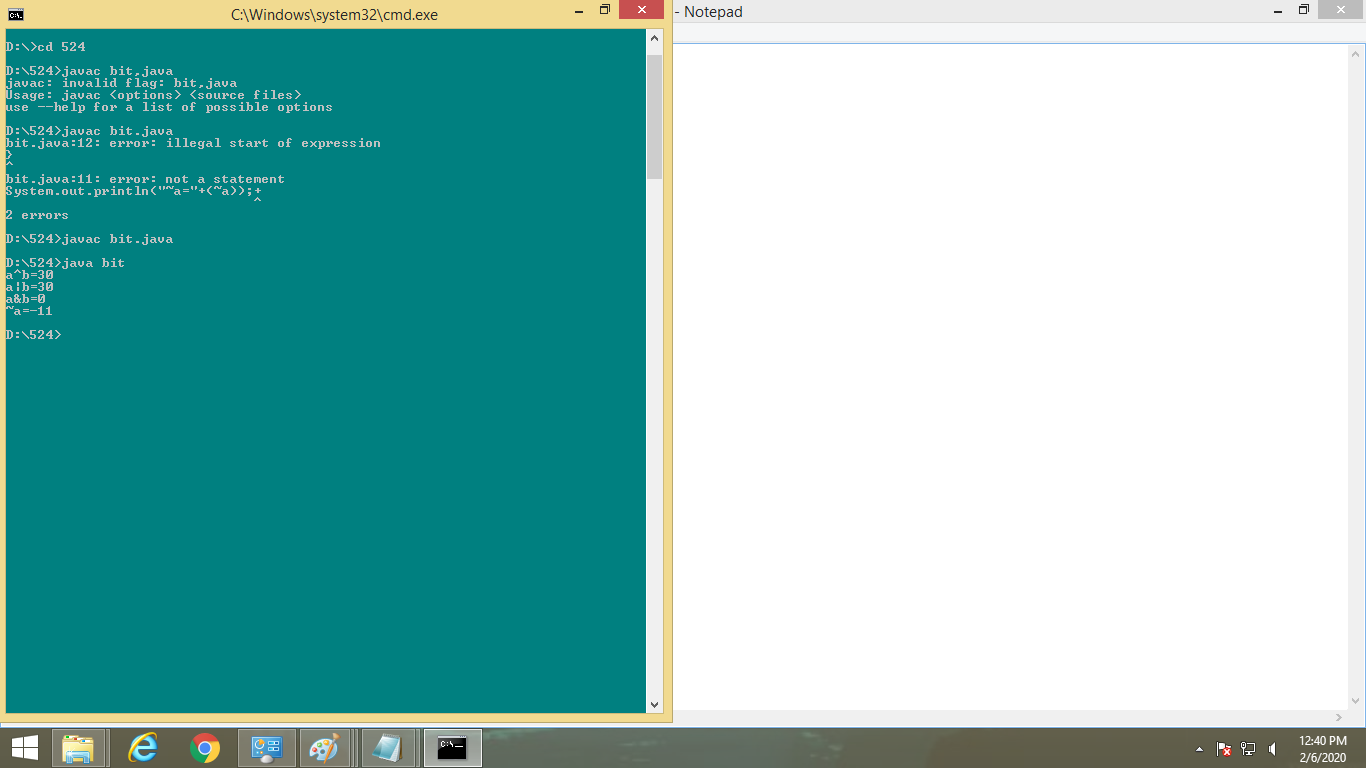 C:\Windows\system32\cmd.exe
- Notepad
D:\>cd 524
D:\524>javac bit,java
javac: invalid flag: bit,java
Usage: javac <options> <source files>
use --help for a list of possible options
D:\524>javac bit.java
bit.java:12: error: illegal start of expression
}
^
bit.java:11: error: not a statement
System.out.println("~a="+(~a));+
^
2 errors
D:\524>javac bit.java
D:\524>java bit
a^b=30
a|b=30
a&b=0
~a=-11
D:\524>
C:\_
12:40 PM
2/6/2020